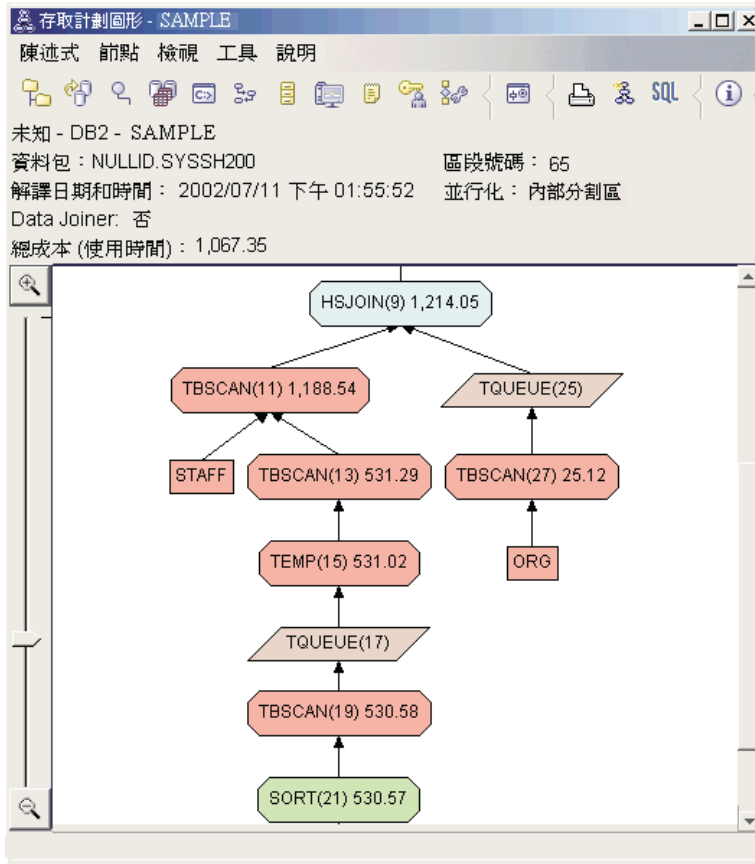 存取計劃圖形 - SAMPLE
陳述式 節點 檢視 工具 說明
SQL
未知 - DB2 - SAMPLE
資料包：NULLID.SYSSH200 區段號碼： 65
解譯日期和時間： 2002/07/11 下午 01:55:52 並行化： 內部分割區
Data Joiner: 否
總成本 (使用時間)：1,067.35
HSJOIN(9) 1,214.05
TBSCAN(11) 1,188.54 TQUEUE(25)
STAFF TBSCAN(13) 531.29 TBSCAN(27) 25.12
TEMP(15) 531.02 ORG
TQUEUE(17)
TBSCAN(19) 530.58
SORT(21) 530.57